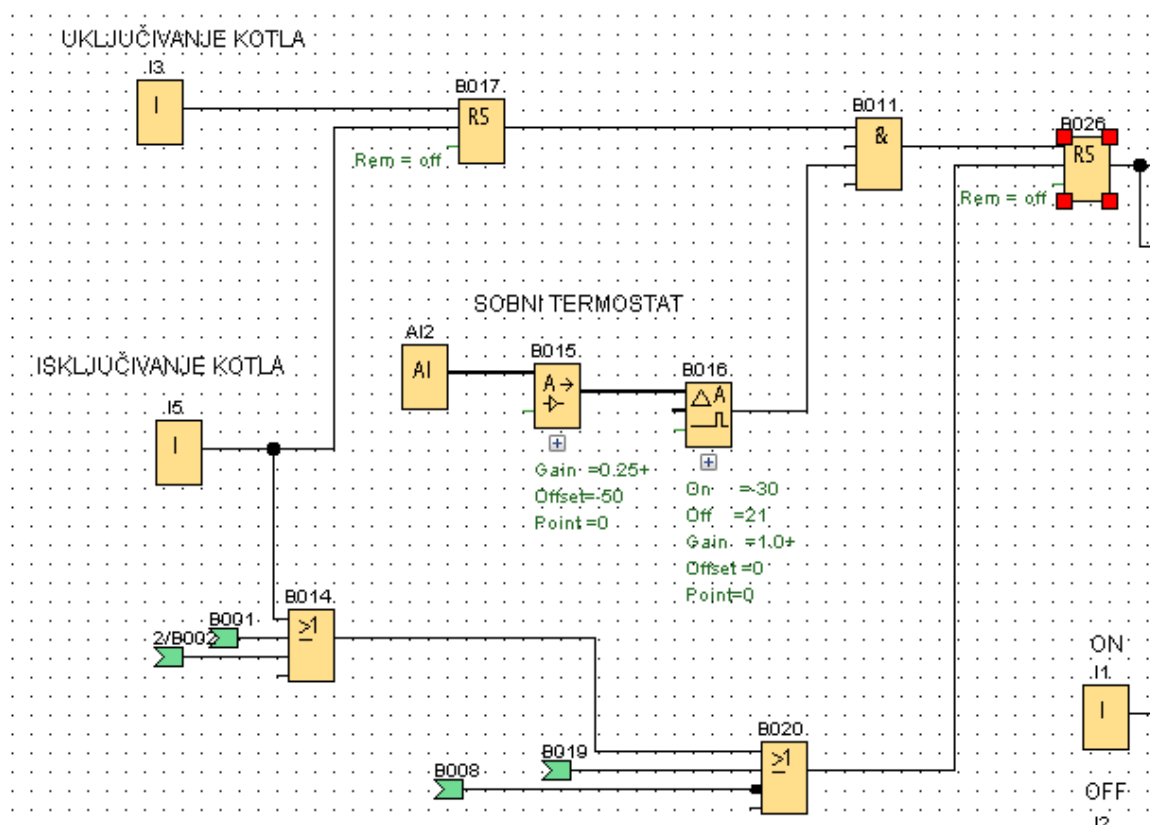 UKLJUČIVANJE KOTLA
I3
I
B017
RS
Rem = off
B011
&
B026
RS
Rem = off
SOBNI TERMOSTAT
AI2
AI
B015
A→
B016
ΔA
Gain =0.25+
Offset=-50
Point=0
On =-30
Off =21
Gain =1.0+
Offset=0
Point=0
ISKLJUČIVANJE KOTLA
I5
I
B014
≥1
B001
2/B002
B020
≥1
B019
B008
ON
I1
I
OFF
I2